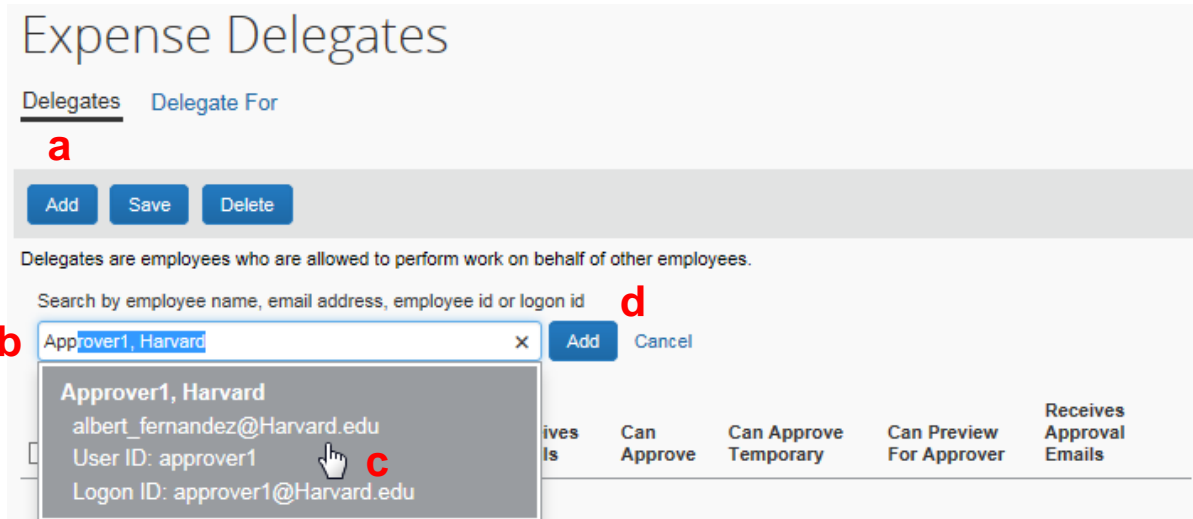 Expense Delegates
Delegates Delegate For
a
Add Save Delete
Delegates are employees who are allowed to perform work on behalf of other employees.
Search by employee name, email address, employee id or logon id d
b Approver1, Harvard × Add Cancel
Approver1, Harvard
albert_fernandez@Harvard.edu
User ID: approver1 c
Logon ID: approver1@Harvard.edu
Can Approve
Can Approve Temporary
Can Preview For Approver
Receives Approval Emails